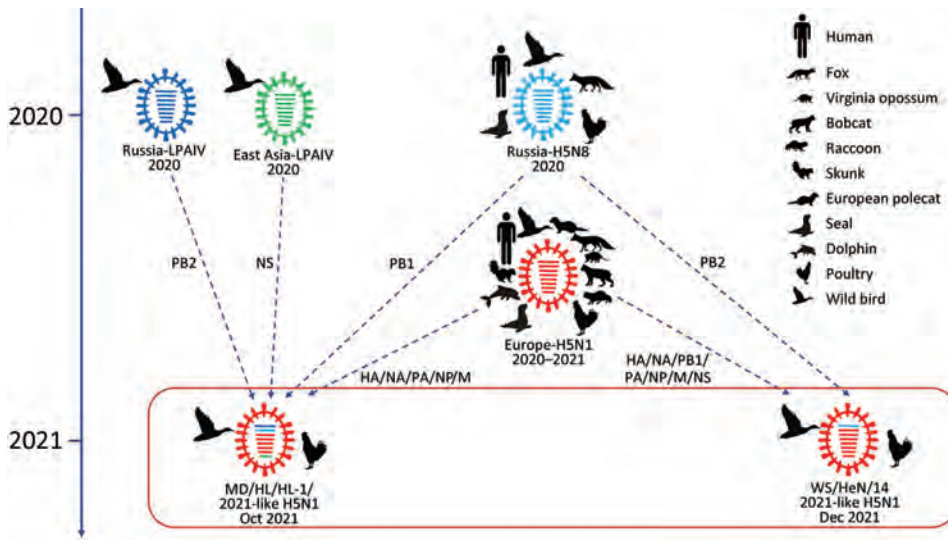 2020
Russia-LPAIV
2020
East Asia-LPAIV
2020
Russia-H5N8
2020
Human
Fox
Virginia opossum
Bobcat
Raccoon
Skunk
European polecat
Seal
Dolphin
Poultry
Wild bird
PB2
NS
PB1
PB2
Europe-H5N1
2020–2021
HA/NA/PA/NP/M
HA/NA/PB1/
PA/NP/M/NS
2021
MD/HL/HL-1/
2021-like H5N1
Oct 2021
WS/HeN/14
2021-like H5N1
Dec 2021